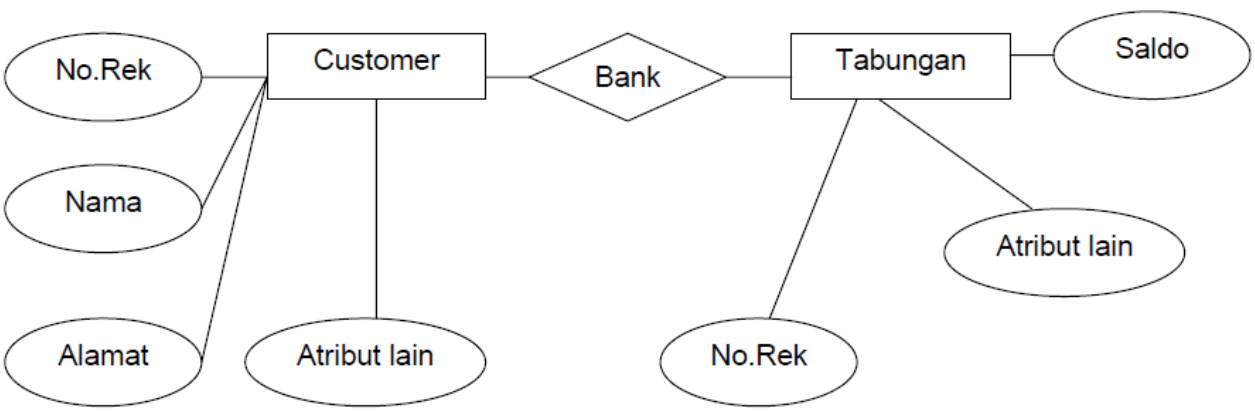 No.Rek
Customer
Bank
Tabungan
Saldo
Nama
Atribut lain
Alamat
Atribut lain
No.Rek